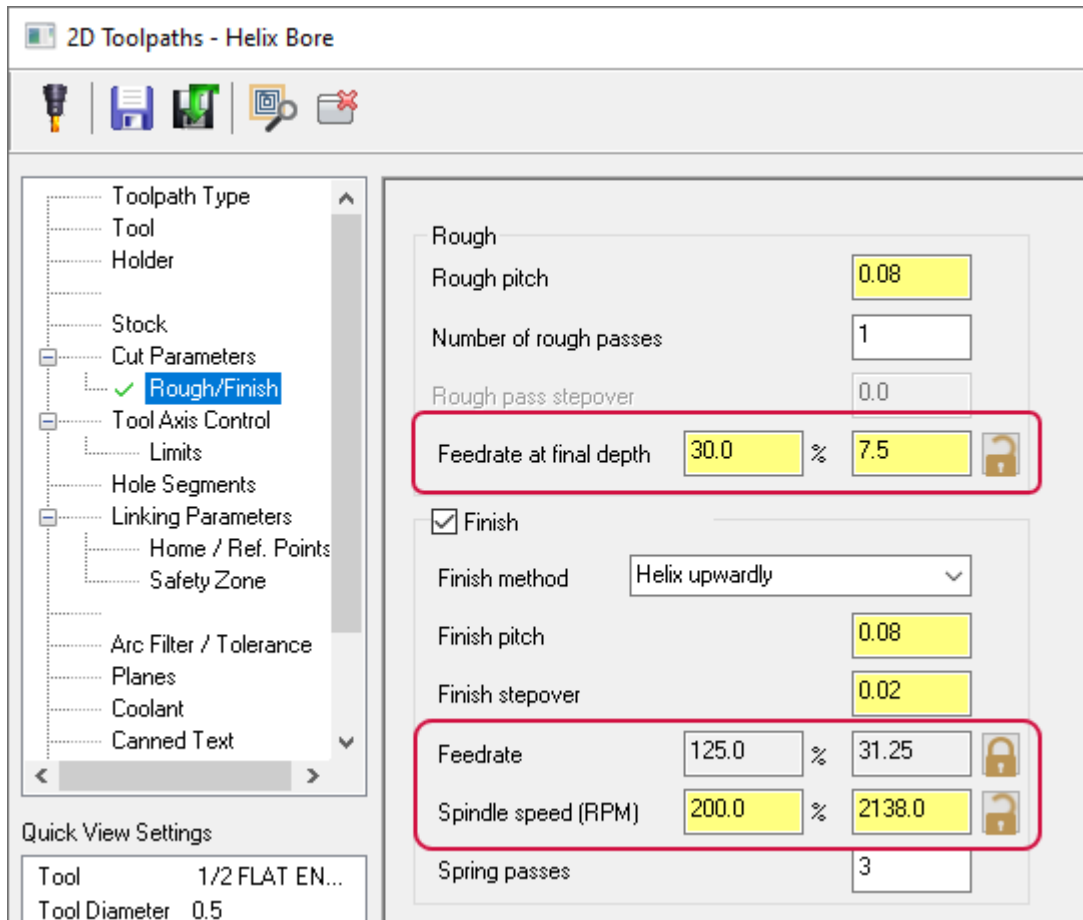 2D Toolpaths - Helix Bore
Toolpath Type
Tool
Holder
Stock
Cut Parameters
Rough/Finish
Tool Axis Control
Limits
Hole Segments
Linking Parameters
Home / Ref. Points
Safety Zone
Arc Filter / Tolerance
Planes
Coolant
Canned Text
Quick View Settings
Tool 1/2 FLAT EN...
Tool Diameter 0.5
Rough
Rough pitch 0.08
Number of rough passes 1
Rough pass stepover 0.0
Feedrate at final depth 30.0 % 7.5
Finish
Finish method Helix upwardly
Finish pitch 0.08
Finish stepover 0.02
Feedrate 125.0 % 31.25
Spindle speed (RPM) 200.0 % 2138.0
Spring passes 3